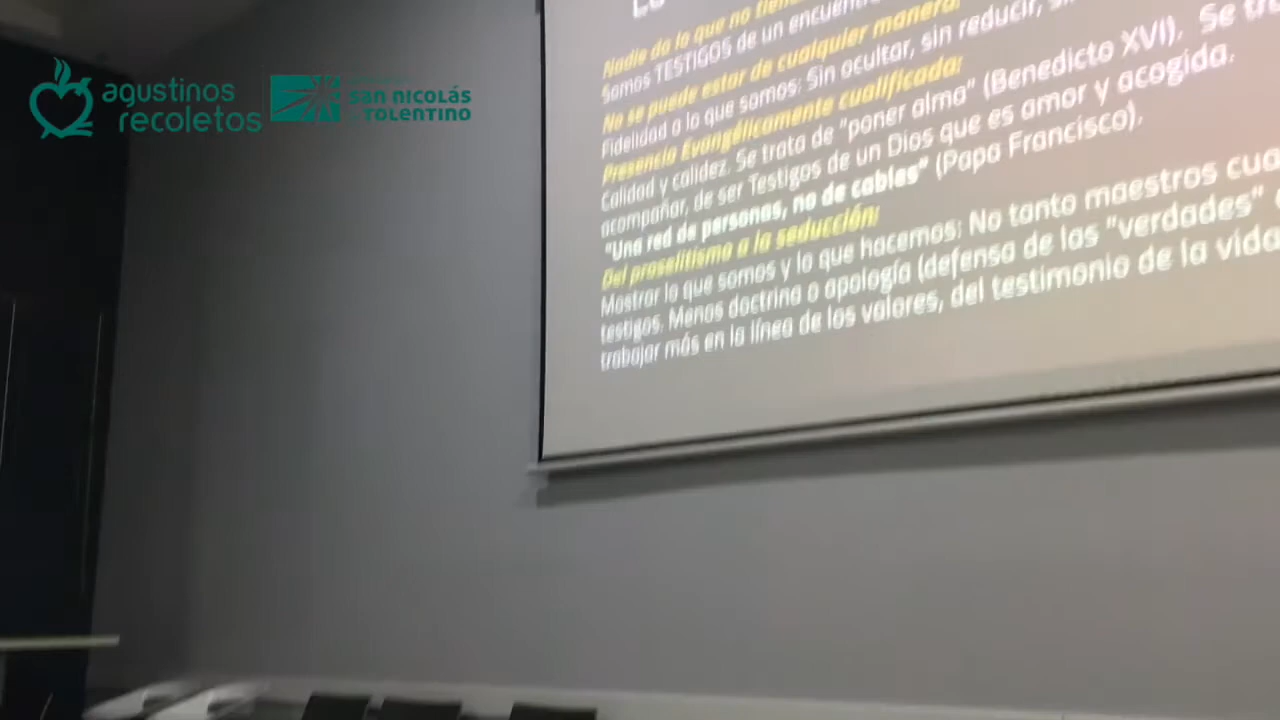 agustinos
recoletos
SAN NICOLÁS
TOLENTINO
Lo
Nadie da lo que no tiene
Somos TESTIGOS de un encuentro
No se puede estar de cualquier manera:
Fidelidad a lo que somos: Sin ocultar, sin reducir,
Presencia Evangélicamente cualificada:
Calidad y calidez. Se trata de "poner alma" (Benedicto XVI). Se
acompañar, de ser Testigos de un Dios que es amor y acogida.
"Una red de personas, no de cables" (Papa Francisco).
Del proselitismo a la seducción:
Mostrar lo que somos y lo que hacemos: No tanto maestros
testigos. Menos doctrina o apología (defensa de las "verdades"
trabajar más en la línea de los valores, del testimonio de la vida